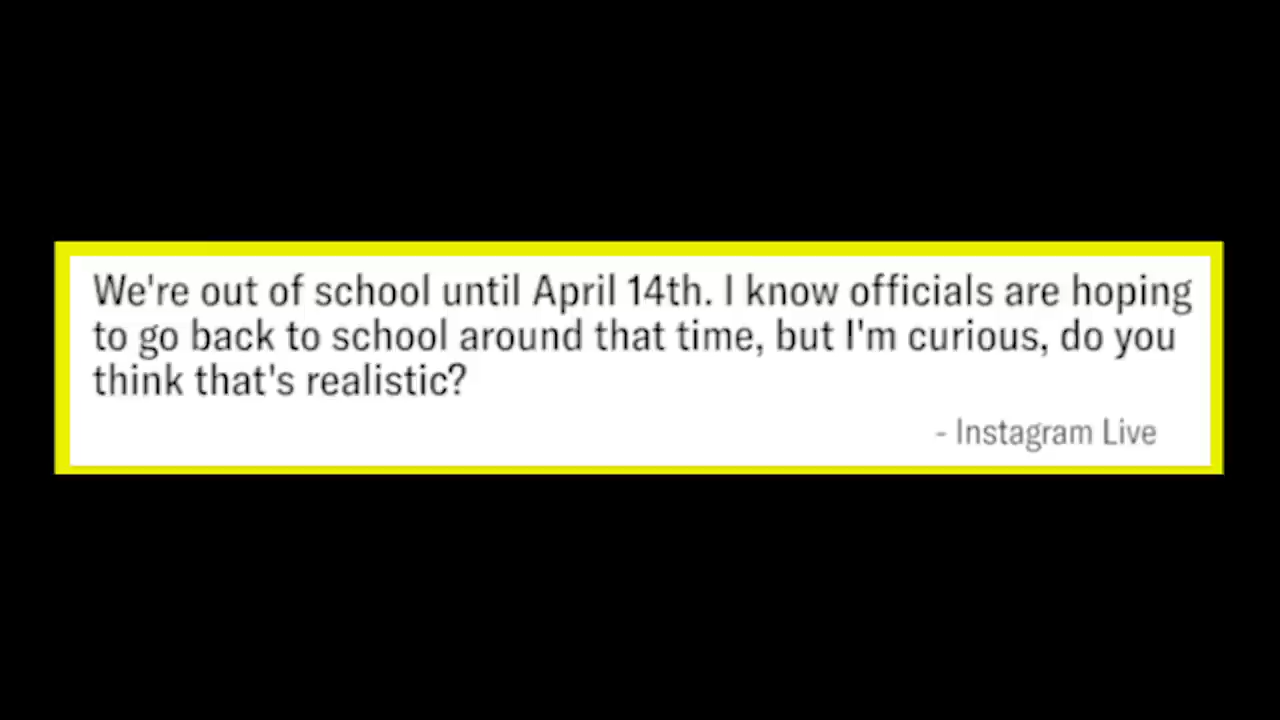 We're out of school until April 14th. I know officials are hoping
to go back to school around that time, but I'm curious, do you
think that's realistic?
- Instagram Live